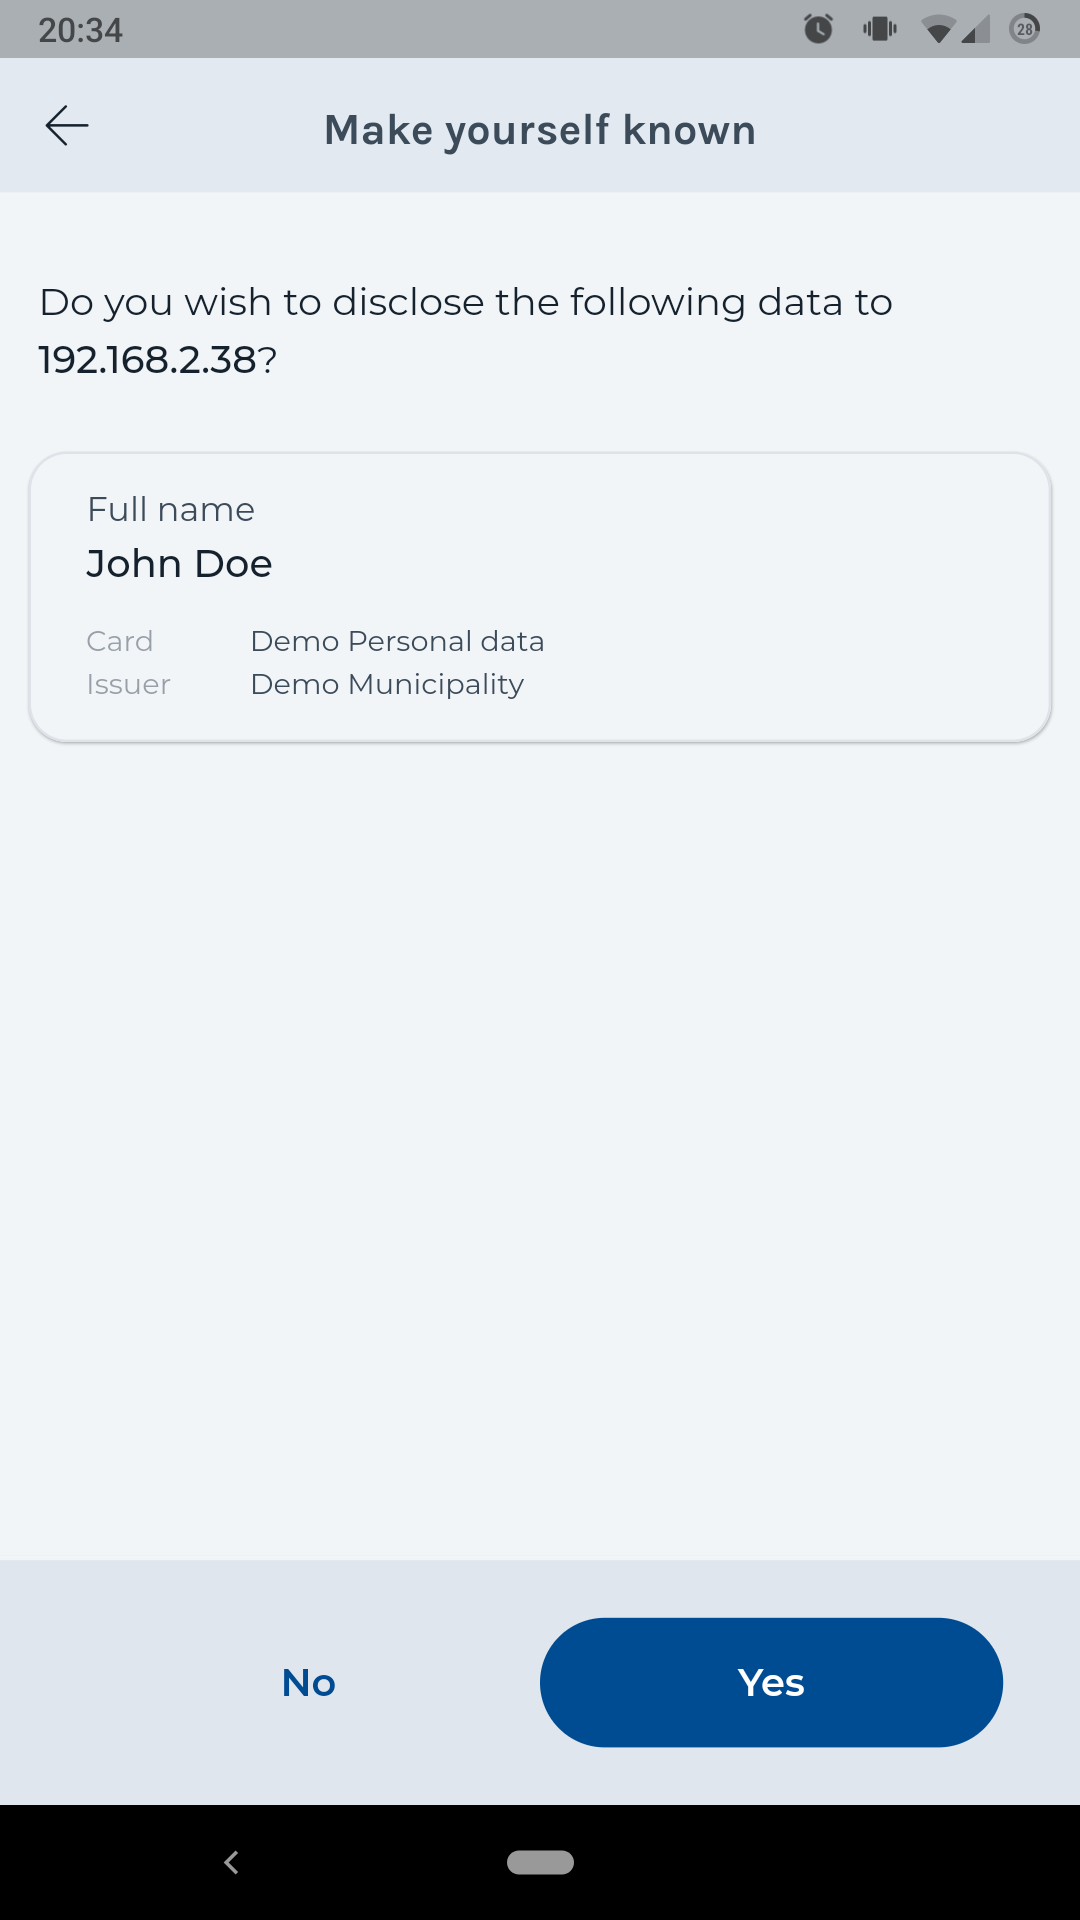 20:34
28
Make yourself known
Do you wish to disclose the following data to
192.168.2.38?
Full name
John Doe
Card Demo Personal data
Issuer Demo Municipality
No Yes